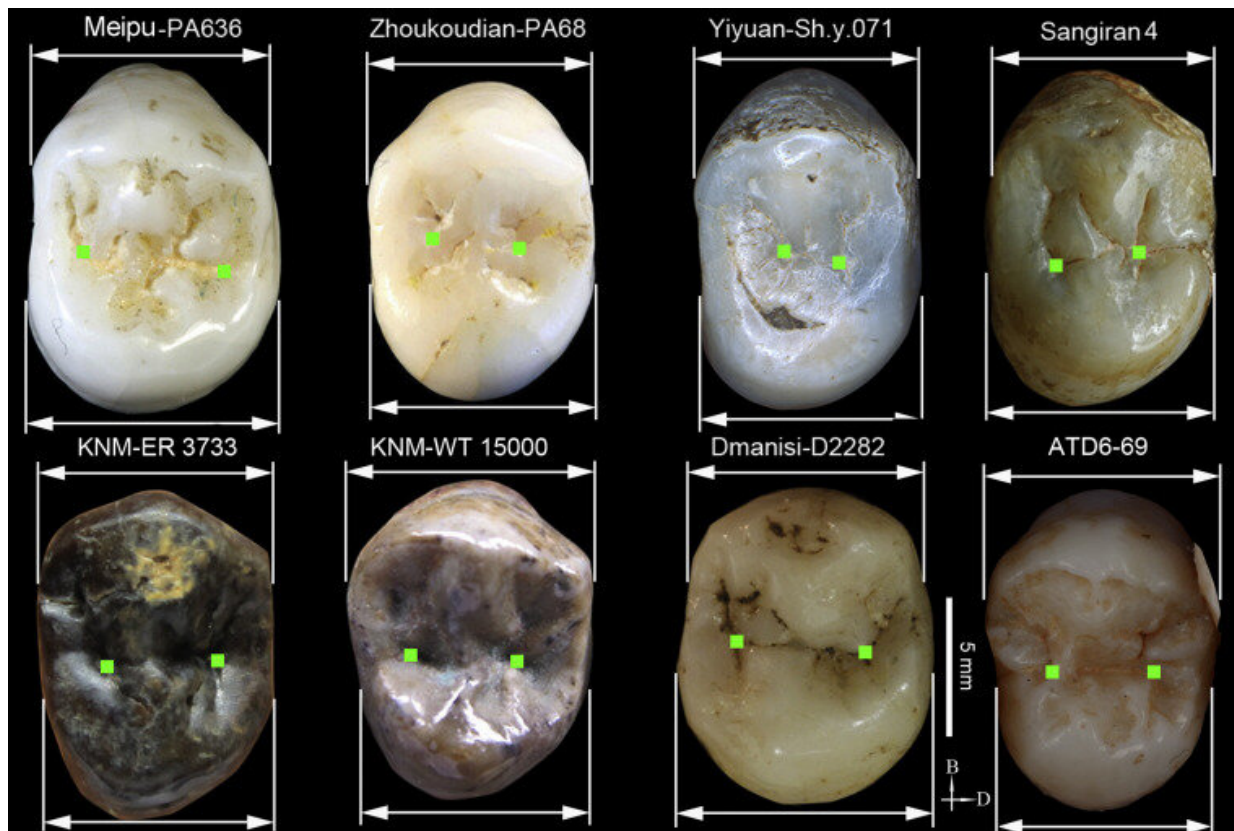 Meipu-PA636 Zhoukoudian-PA68 Yiyuan-Sh.y.071 Sangiran 4
KNM-ER 3733 KNM-WT 15000 Dmanisi-D2282 ATD6-69
5 mm
B
D